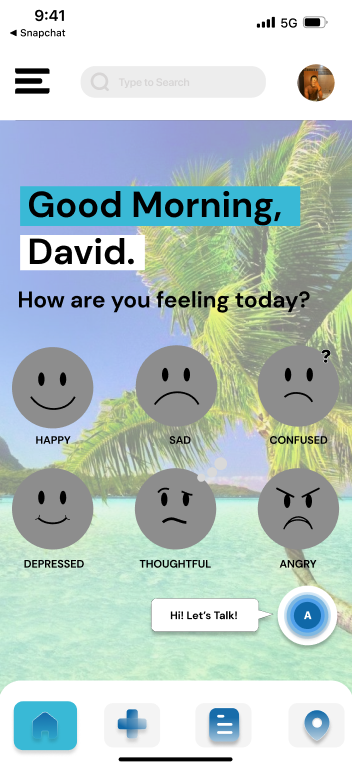 9:41
5G
◀ Snapchat
Type to Search
Good Morning,
David.
How are you feeling today?
?
HAPPY
SAD
CONFUSED
DEPRESSED
THOUGHTFUL
ANGRY
Hi! Let's Talk!
A